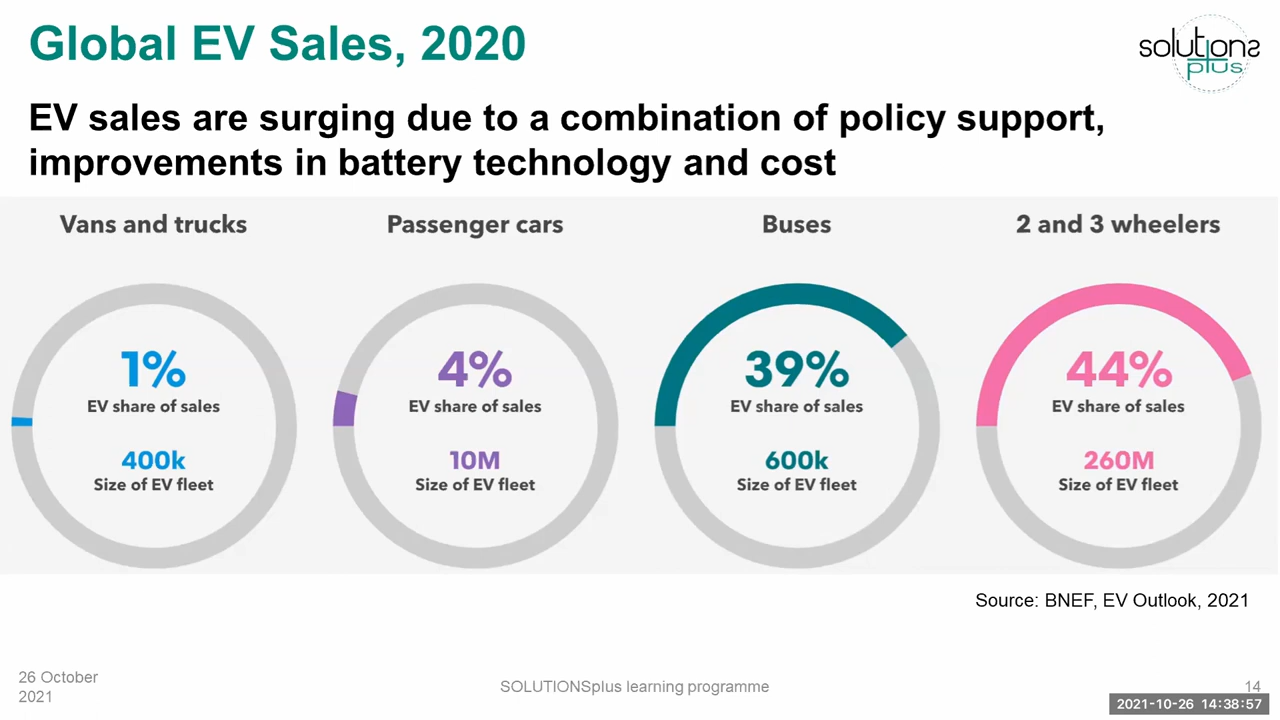 Global EV Sales, 2020
solutions
plus
EV sales are surging due to a combination of policy support,
improvements in battery technology and cost
Vans and trucks
Passenger cars
Buses
2 and 3 wheelers
1%
EV share of sales
400k
Size of EV fleet
4%
EV share of sales
10M
Size of EV fleet
39%
EV share of sales
600k
Size of EV fleet
44%
EV share of sales
260M
Size of EV fleet
Source: BNEF, EV Outlook, 2021
26 October
2021
SOLUTIONSplus learning programme
14
2021-10-26 14:38:57